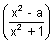 (x² - a / x² + 1)